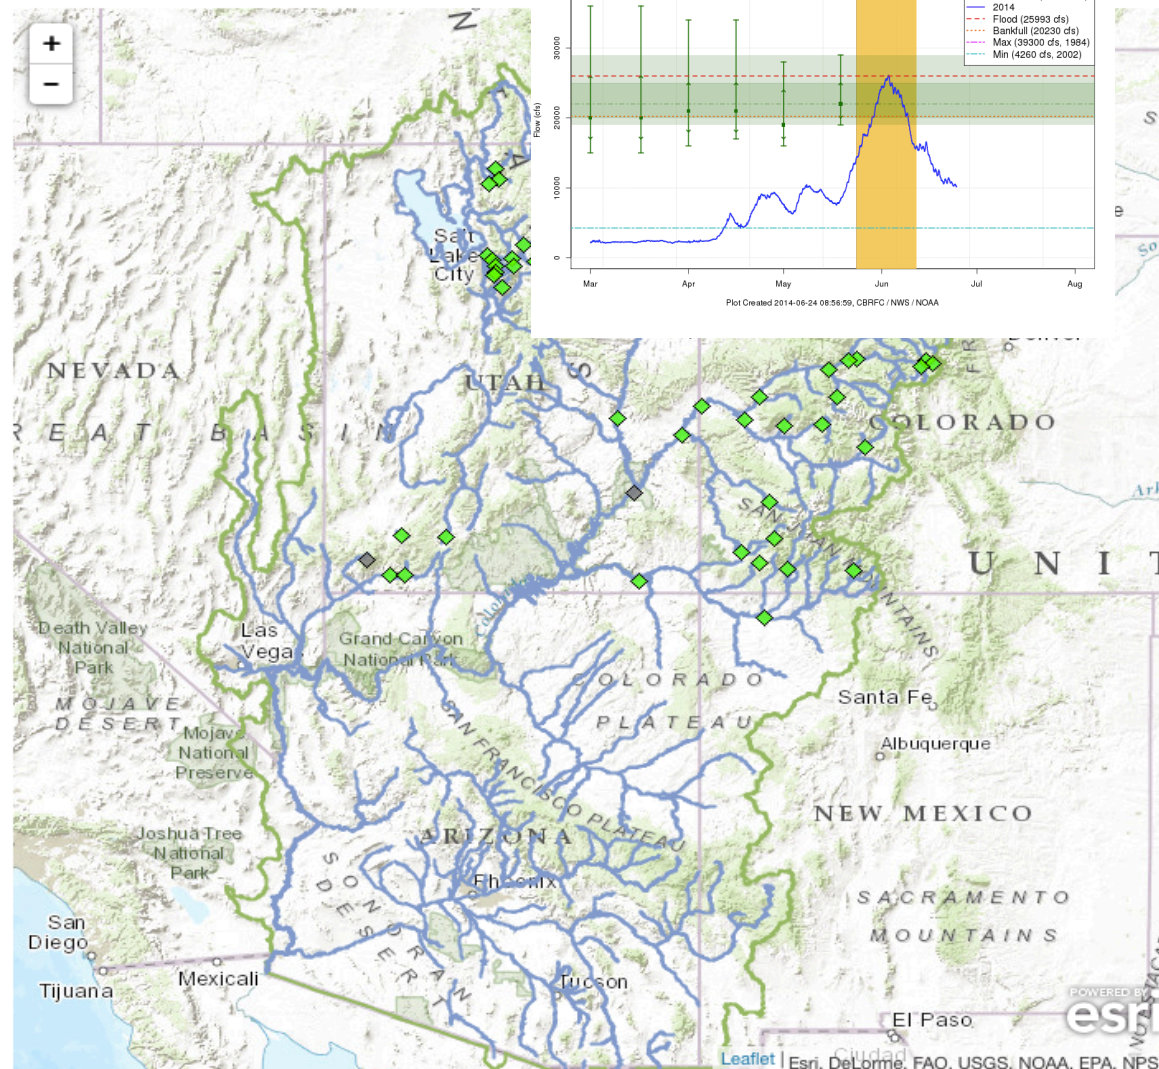 +
−
2014
Flood (25993 cfs)
Bankfull (20230 cfs)
Max (39300 cfs, 1984)
Min (4260 cfs, 2002)
Flow (cfs)
30000
20000
10000
0
Mar
Apr
May
Jun
Jul
Aug
Plot Created 2014-06-24 08:56:59, CBRFC / NWS / NOAA
Salt
Lake
City
NEVADA
UTAH
COLORADO
REAT BASIN
SAN JUAN MOUNTAINS
UNIT
Death Valley
National
Park
Las
Vegas
Grand Canyon
National Park
COLORADO
PLATEAU
MOJAVE
DESERT
Mojave
National
Preserve
SAN FRANCISCO PLATEAU
Santa Fe
Albuquerque
NEW MEXICO
Joshua Tree
National
Park
ARIZONA
Phoenix
SONORAN
DESERT
SACRAMENTO
MOUNTAINS
San
Diego
Tijuana
Mexicali
Tucson
El Paso
Ciudad
POWERED BY
esri
Leaflet | Esri, DeLorme, FAO, USGS, NOAA, EPA, NPS